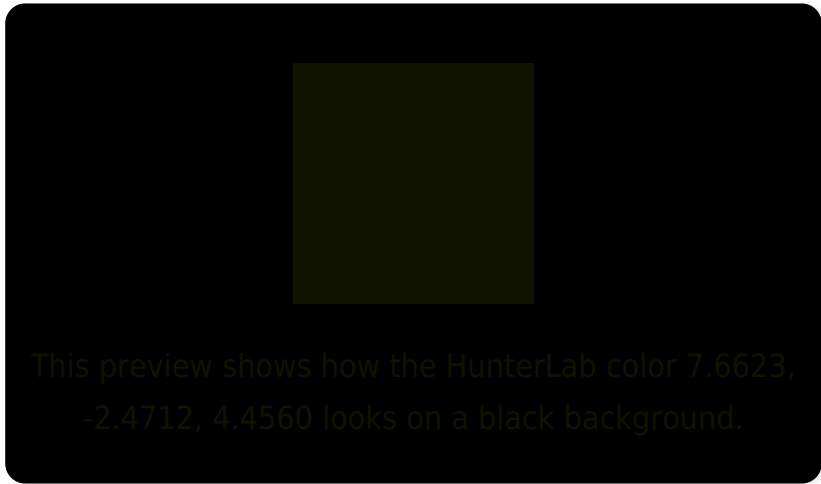 This preview shows how the HunterLab color 7.6623,
-2.4712, 4.4560 looks on a black background.